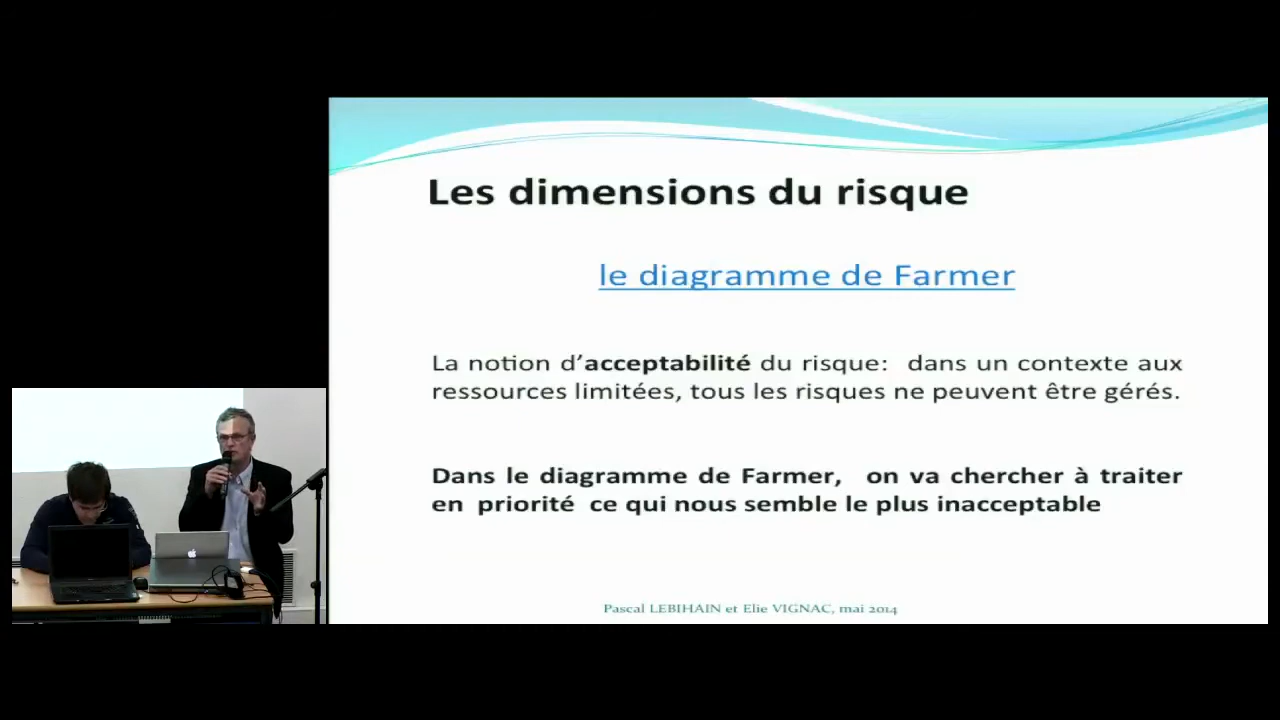 Les dimensions du risque
le diagramme de Farmer
La notion d'acceptabilité du risque: dans un contexte aux
ressources limitées, tous les risques ne peuvent être gérés.
Dans le diagramme de Farmer, on va chercher à traiter
en priorité ce qui nous semble le plus inacceptable
Pascal LEBIHAIN et Elie VIGNAC, mai 2014